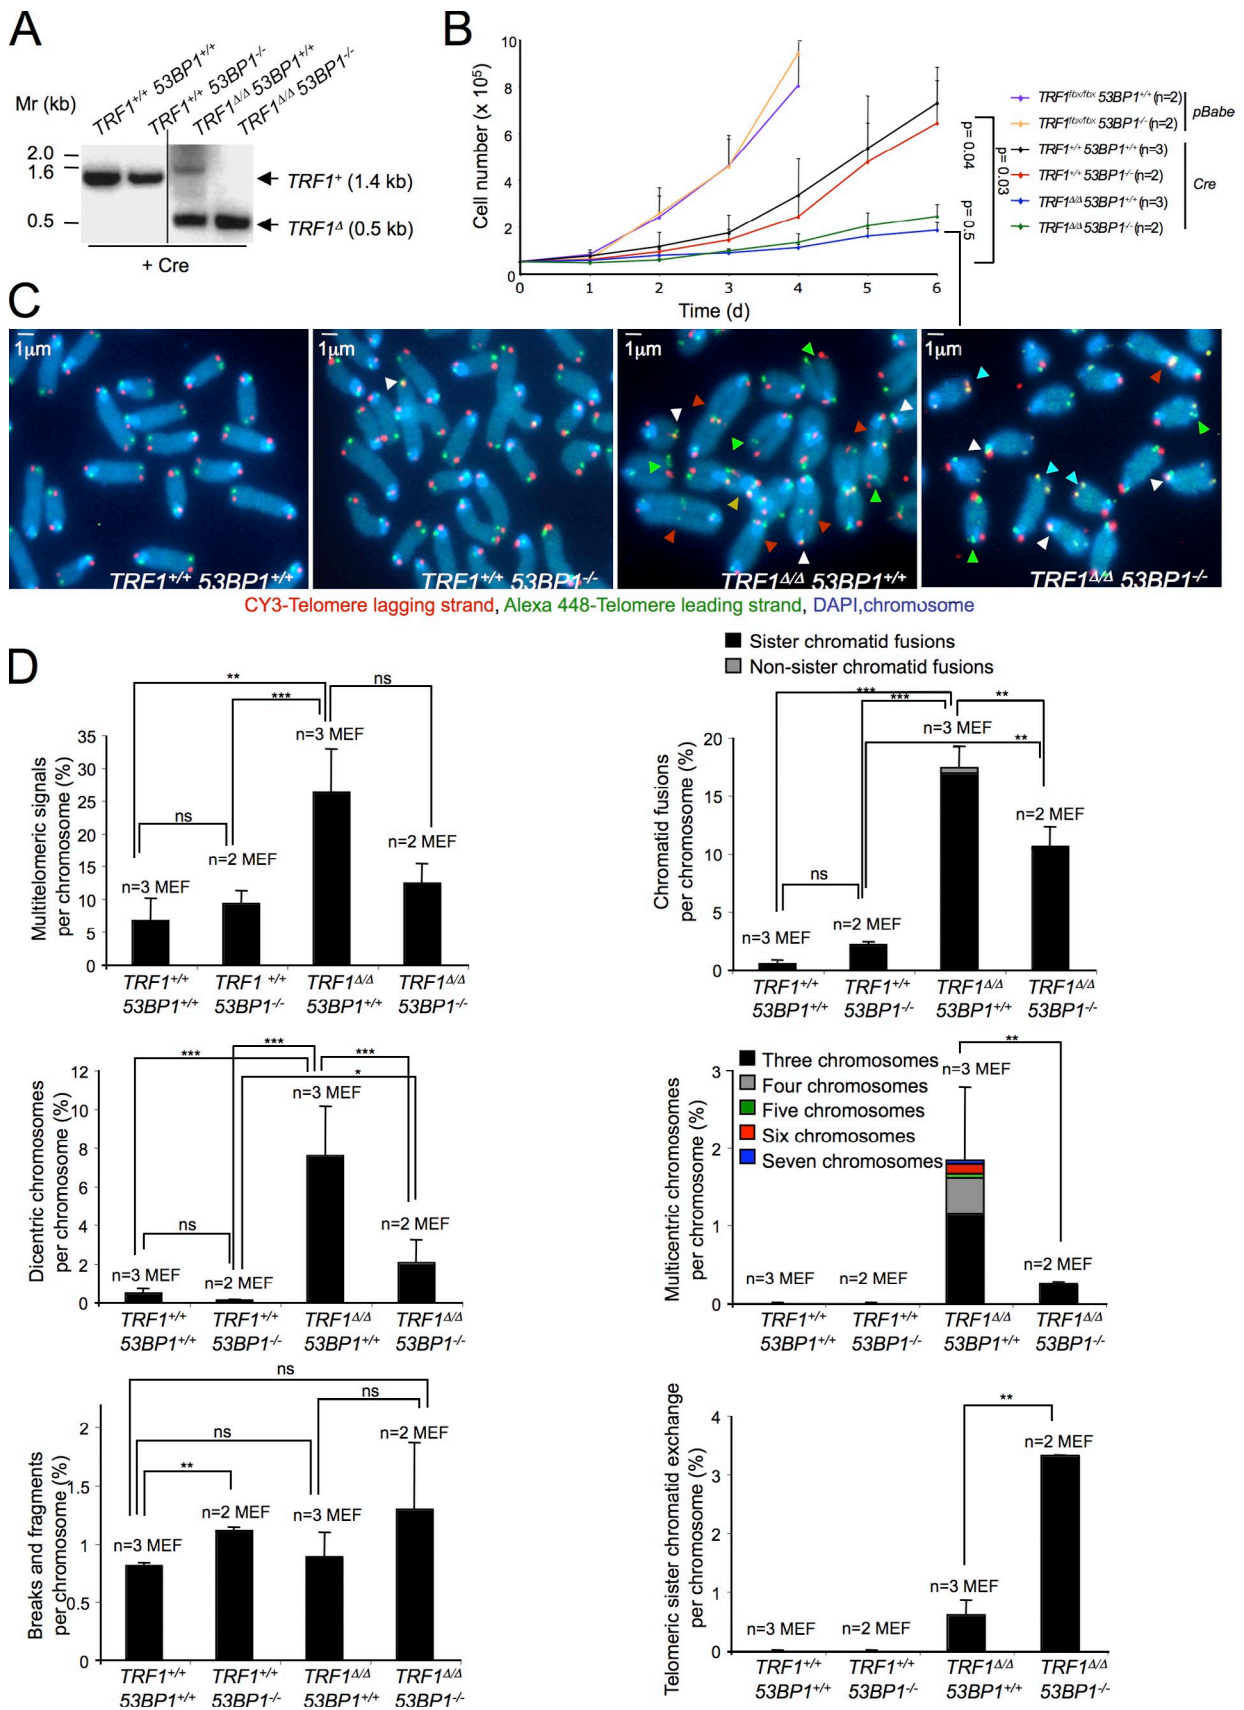 A
TRF1+/+ 53BP1+/+
TRF1+/+ 53BP1-/-
TRF1Δ/Δ 53BP1+/+
TRF1Δ/Δ 53BP1-/-
Mr (kb)
2.0
1.6
0.5
TRF1+ (1.4 kb)
TRF1Δ (0.5 kb)
+ Cre
B
Cell number (x 10⁵)
10
8
6
4
2
0
0 1 2 3 4 5 6
Time (d)
p= 0.04
p= 0.5
p= 0.03
TRF1flox/flox 53BP1+/+ (n=2)
TRF1flox/flox 53BP1-/- (n=2)
pBabe
TRF1+/+ 53BP1+/+ (n=3)
TRF1+/+ 53BP1-/- (n=2)
TRF1Δ/Δ 53BP1+/+ (n=3)
TRF1Δ/Δ 53BP1-/- (n=2)
Cre
C
1µm
TRF1+/+ 53BP1+/+
1µm
TRF1+/+ 53BP1-/-
1µm
TRF1Δ/Δ 53BP1+/+
1µm
TRF1Δ/Δ 53BP1-/-
CY3-Telomere lagging strand, Alexa 448-Telomere leading strand, DAPI,chromosome
D
Multitelomeric signals
per chromosome (%)
35
30
25
20
15
10
5
0
**
***
ns
ns
n=3 MEF
n=2 MEF
n=3 MEF
n=2 MEF
TRF1+/+ TRF1 +/+ TRF1Δ/Δ TRF1Δ/Δ
53BP1+/+ 53BP1-/- 53BP1+/+ 53BP1-/-
Sister chromatid fusions
Non-sister chromatid fusions
Chromatid fusions
per chromosome (%)
20
15
10
5
0
***
***
**
**
ns
n=3 MEF
n=2 MEF
n=3 MEF
n=2 MEF
TRF1+/+ TRF1+/+ TRF1Δ/Δ TRF1Δ/Δ
53BP1+/+ 53BP1-/- 53BP1+/+ 53BP1-/-
Dicentric chromosomes
per chromosome (%)
12
10
8
6
4
2
0
***
***
***
*
ns
n=3 MEF
n=2 MEF
n=3 MEF
n=2 MEF
TRF1+/+ TRF1+/+ TRF1Δ/Δ TRF1Δ/Δ
53BP1+/+ 53BP1-/- 53BP1+/+ 53BP1-/-
Three chromosomes
Four chromosomes
Five chromosomes
Six chromosomes
Seven chromosomes
Multicentric chromosomes
per chromosome (%)
3
2
1
0
**
n=3 MEF
n=2 MEF
n=3 MEF
n=2 MEF
TRF1+/+ TRF1+/+ TRF1Δ/Δ TRF1Δ/Δ
53BP1+/+ 53BP1-/- 53BP1+/+ 53BP1-/-
Breaks and fragments
per chromosome (%)
2
1.5
1
0.5
0
ns
ns
ns
**
n=3 MEF
n=2 MEF
n=3 MEF
n=2 MEF
TRF1+/+ TRF1+/+ TRF1Δ/Δ TRF1Δ/Δ
53BP1+/+ 53BP1-/- 53BP1+/+ 53BP1-/-
Telomeric sister chromatid exchange
per chromosome (%)
4
3
2
1
0
**
n=3 MEF
n=2 MEF
n=3 MEF
n=2 MEF
TRF1+/+ TRF1+/+ TRF1Δ/Δ TRF1Δ/Δ
53BP1+/+ 53BP1-/- 53BP1+/+ 53BP1-/-